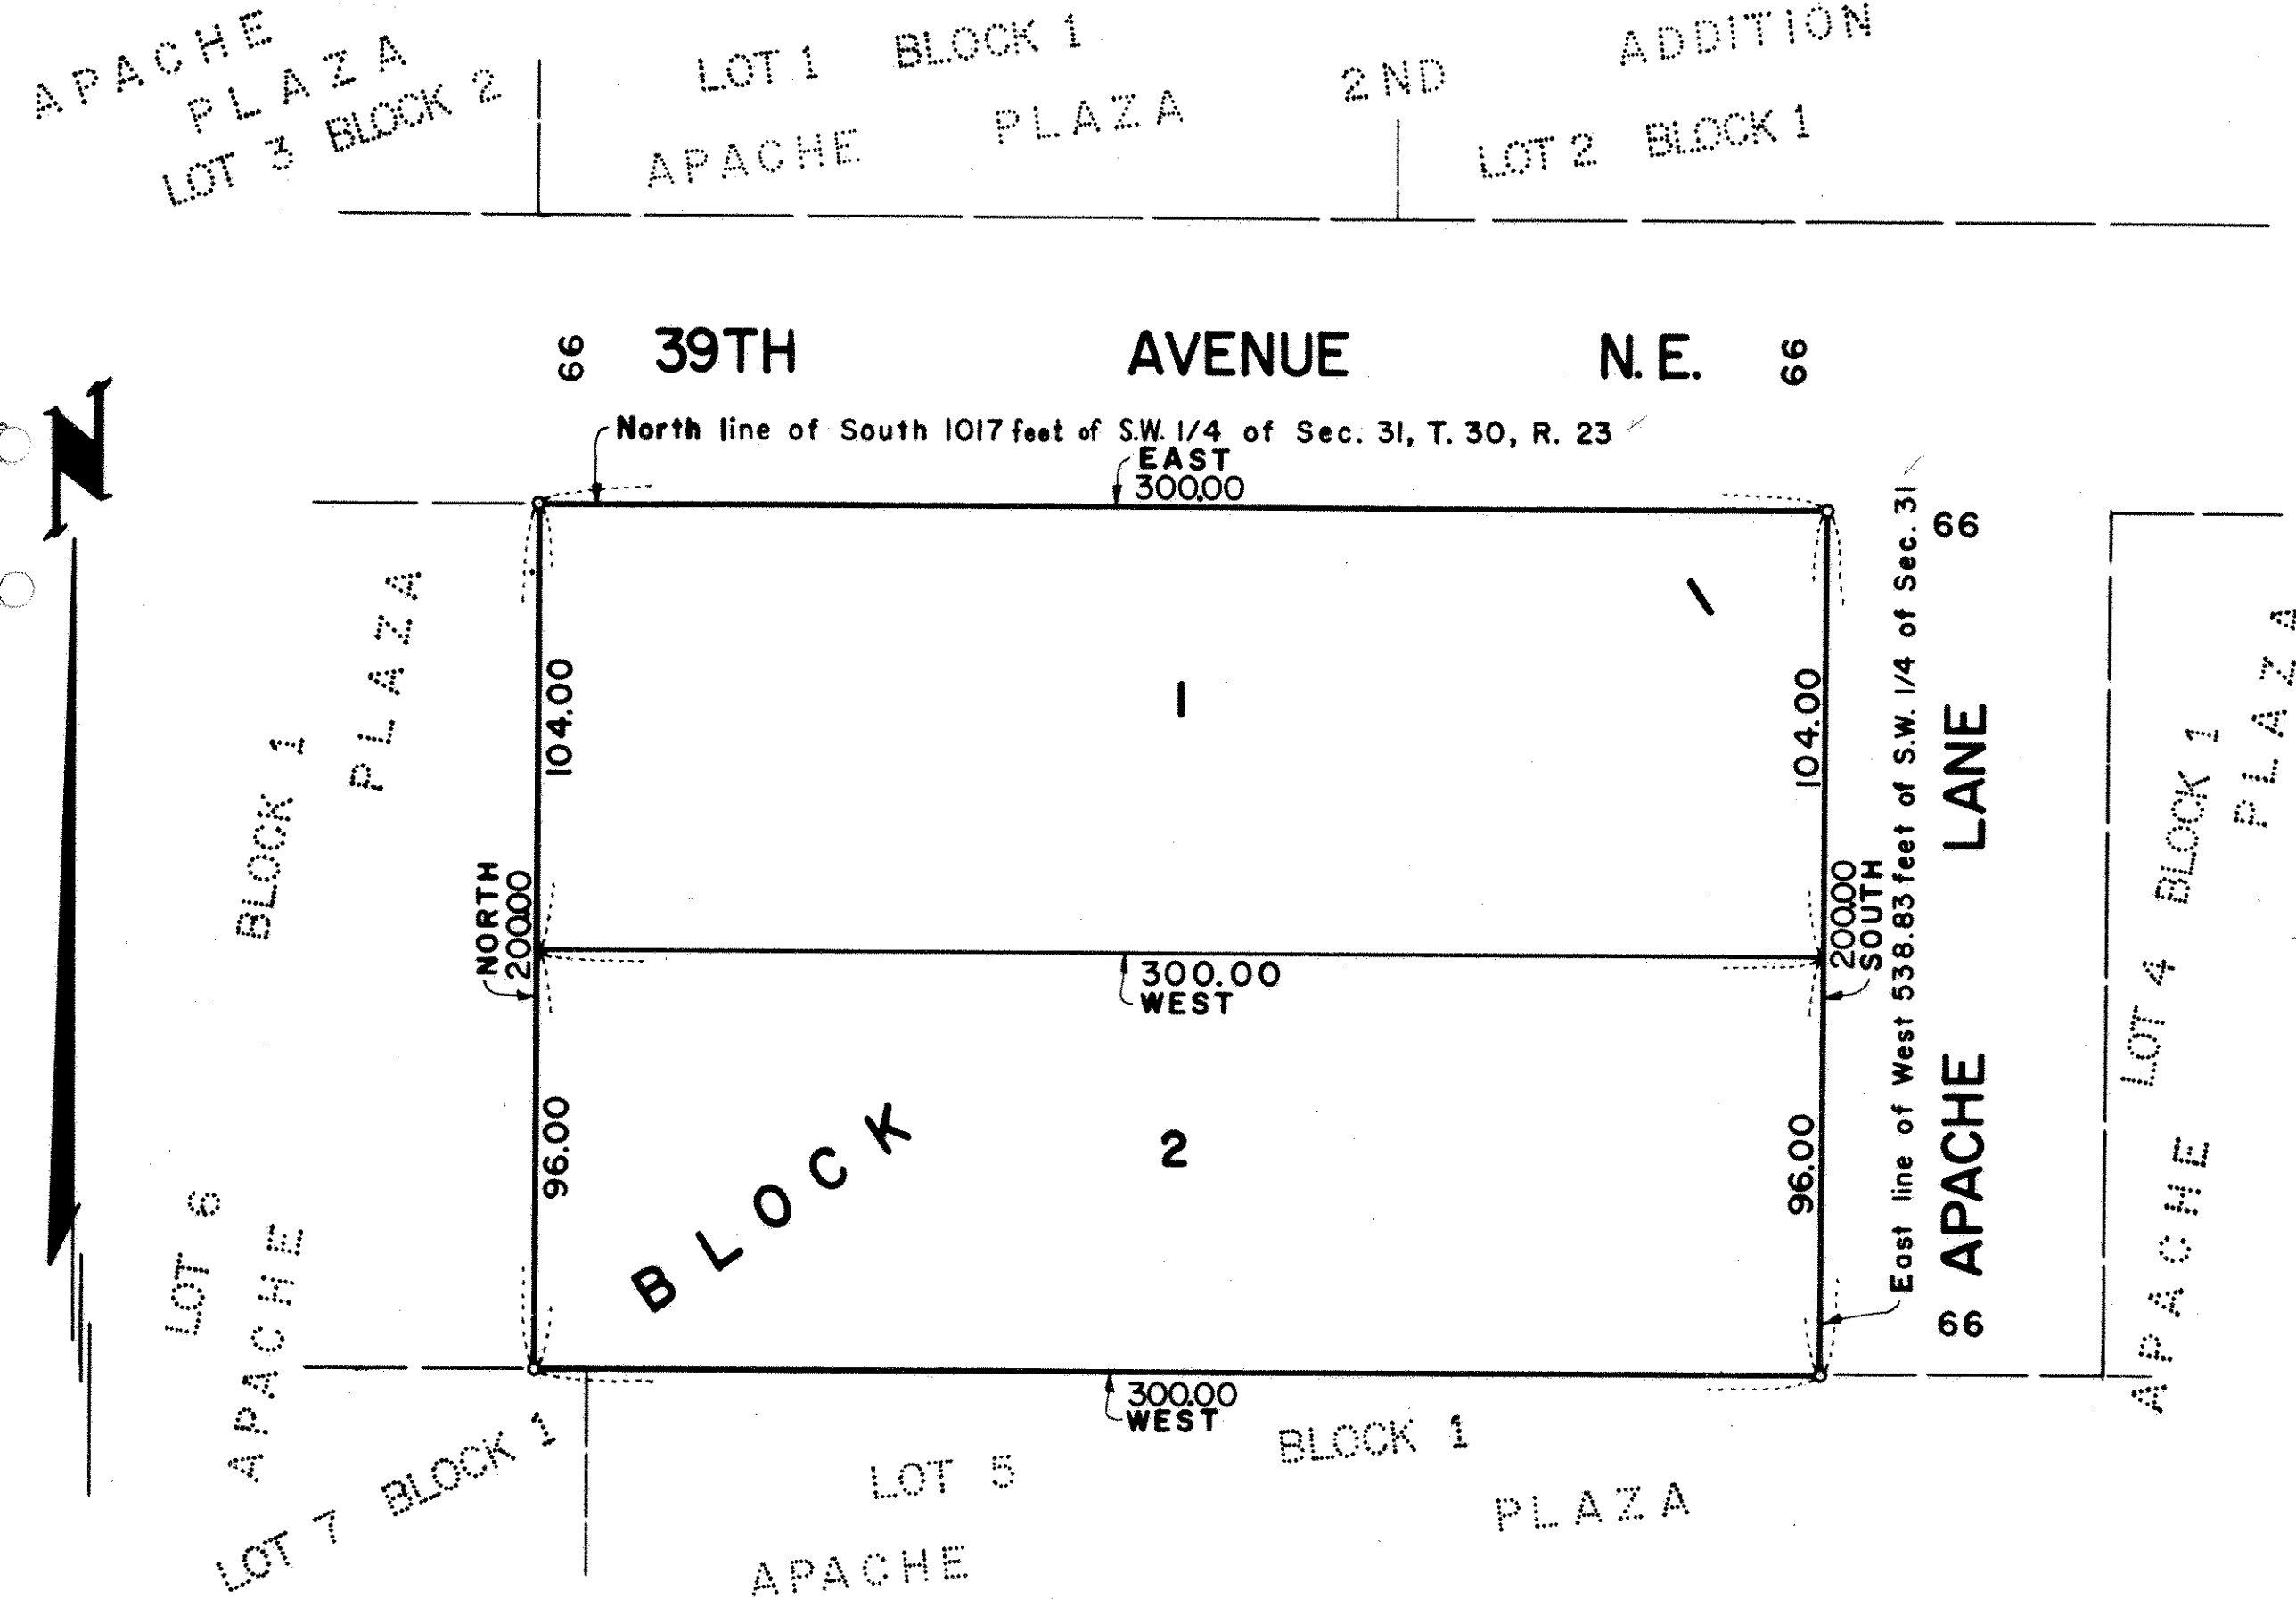 APACHE
PLAZA
LOT 3 BLOCK 2
LOT 1 BLOCK 1
APACHE PLAZA
2ND ADDITION
LOT 2 BLOCK 1
66 39TH AVENUE N.E. 66
North line of South 1017 feet of S.W. 1/4 of Sec. 31, T. 30, R. 23
EAST
300.00
N
66
BLOCK 1
PLAZA
104.00
1
1
104.00
East line of West 538.83 feet of S.W. 1/4 of Sec. 31
APACHE LANE
NORTH
200.00
200.00
SOUTH
300.00
WEST
LOT 4 BLOCK 1
APACHE PLAZA
96.00
BLOCK
2
96.00
66
LOT 6
APACHE
300.00
WEST
LOT 7 BLOCK 1
LOT 5 BLOCK 1
APACHE PLAZA